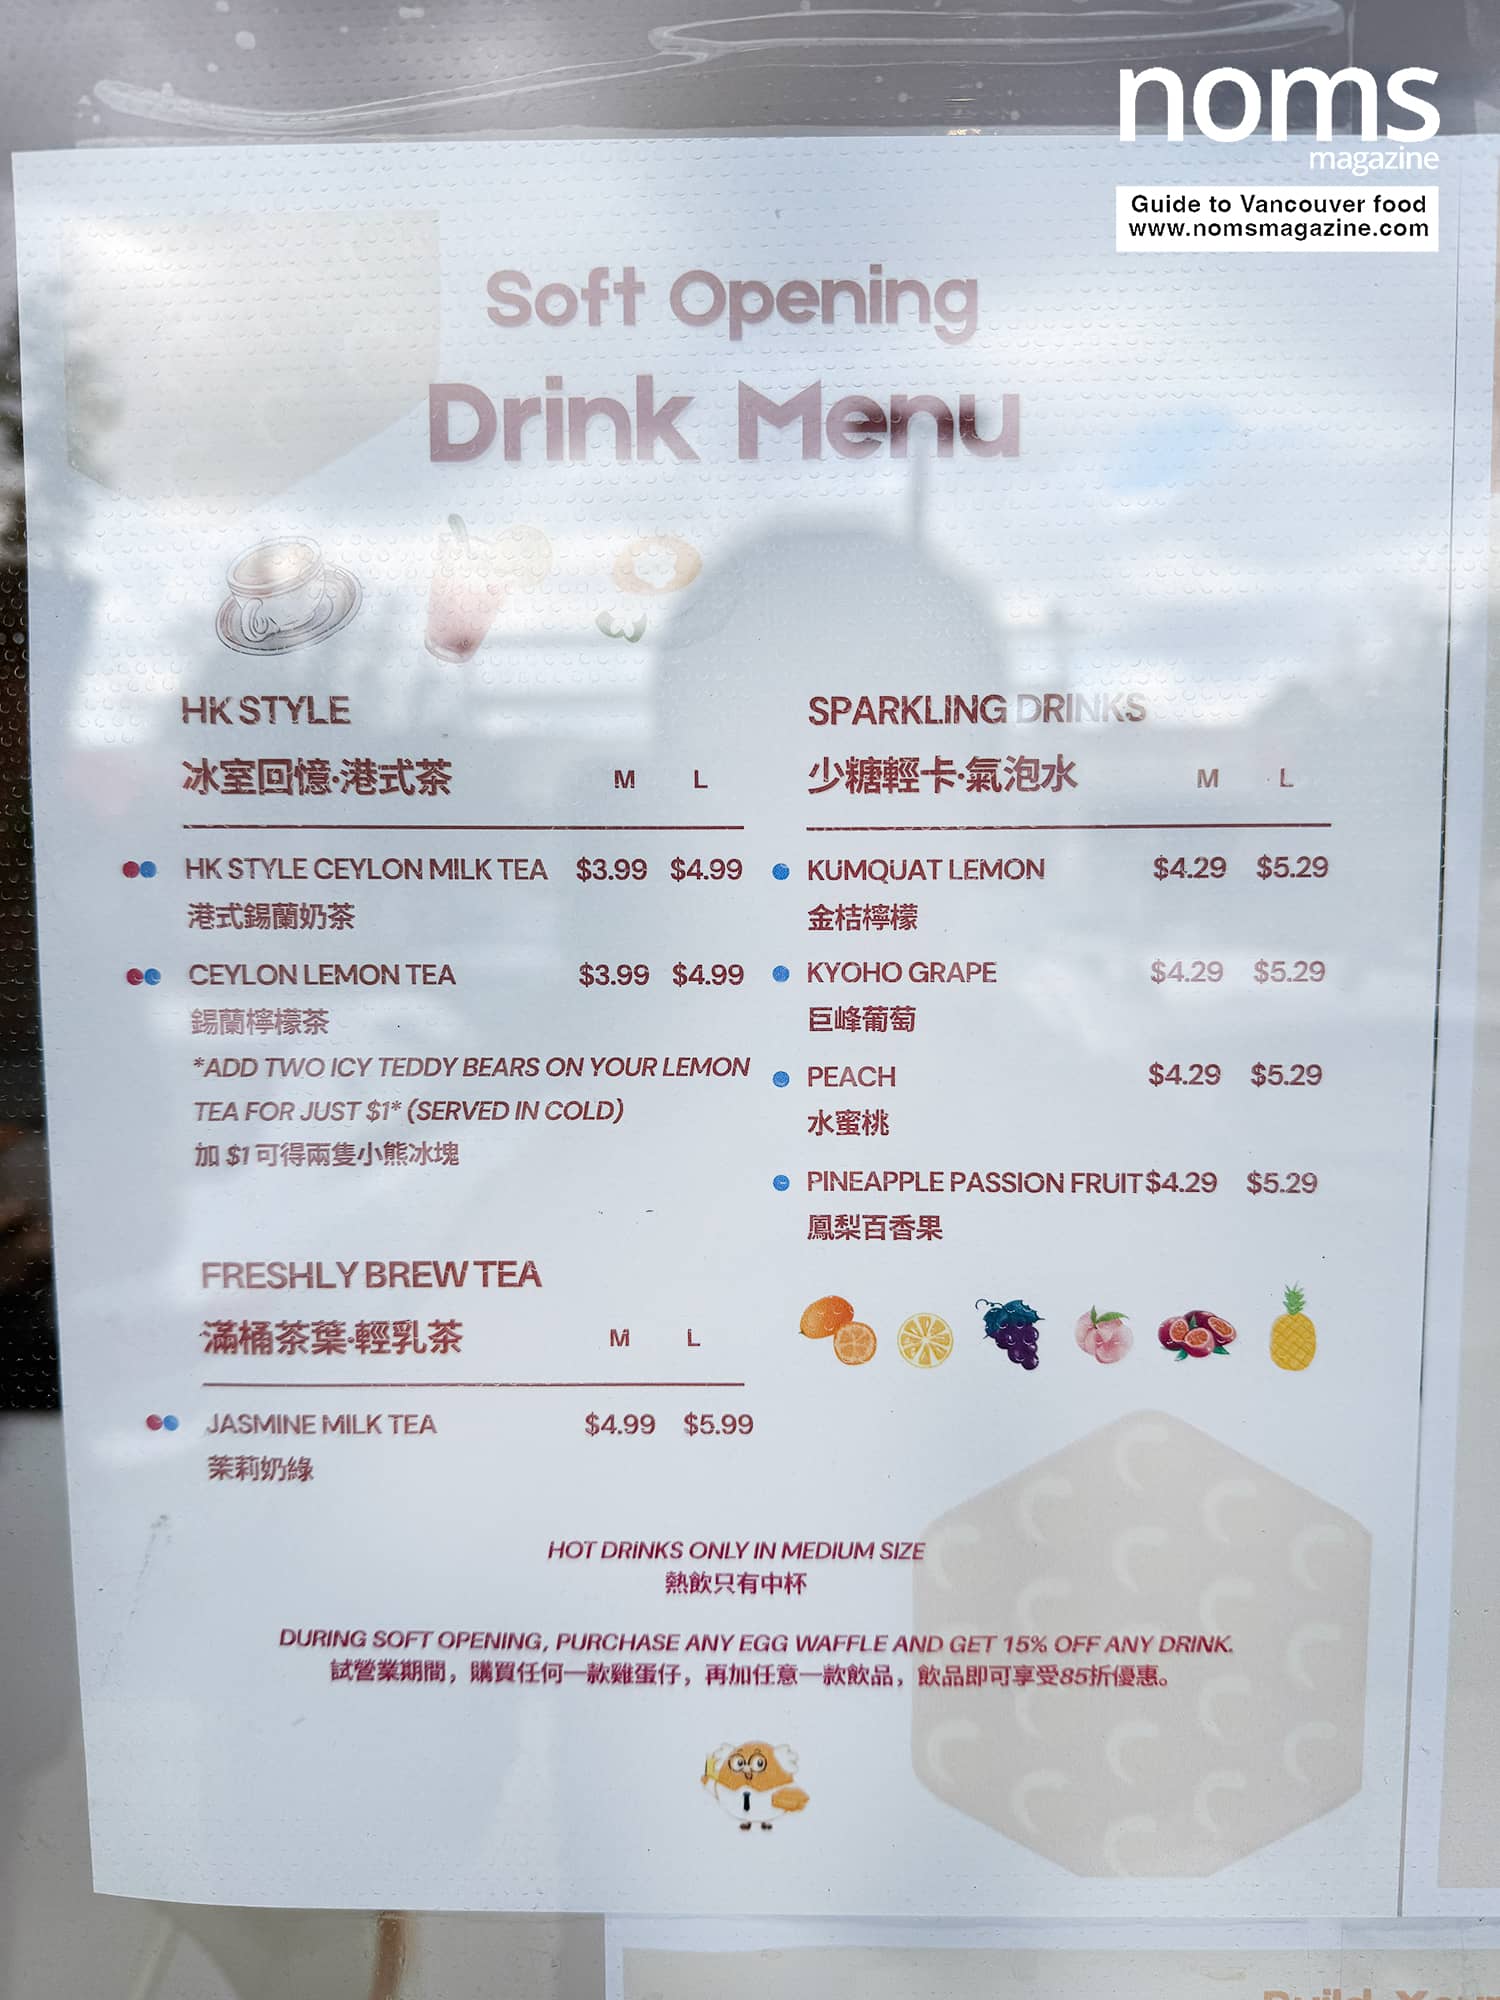 noms
magazine
Guide to Vancouver food
www.nomsmagazine.com
Soft Opening
Drink Menu
HK STYLE
冰室回憶·港式茶 M L
HK STYLE CEYLON MILK TEA $3.99 $4.99
港式錫蘭奶茶
CEYLON LEMON TEA $3.99 $4.99
錫蘭檸檬茶
*ADD TWO ICY TEDDY BEARS ON YOUR LEMON
TEA FOR JUST $1* (SERVED IN COLD)
加 $1 可得兩隻小熊冰塊
FRESHLY BREW TEA
滿桶茶葉·輕乳茶 M L
JASMINE MILK TEA $4.99 $5.99
茉莉奶綠
SPARKLING DRINKS
少糖輕卡·氣泡水 M L
KUMQUAT LEMON $4.29 $5.29
金桔檸檬
KYOHO GRAPE $4.29 $5.29
巨峰葡萄
PEACH $4.29 $5.29
水蜜桃
PINEAPPLE PASSION FRUIT $4.29 $5.29
鳳梨百香果
HOT DRINKS ONLY IN MEDIUM SIZE
熱飲只有中杯
DURING SOFT OPENING, PURCHASE ANY EGG WAFFLE AND GET 15% OFF ANY DRINK.
試營業期間，購買任何一款雞蛋仔，再加任意一款飲品，飲品即可享受85折優惠。